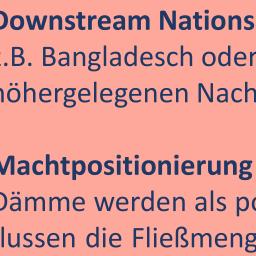 Downstream Nations
z.B. Bangladesch oder
höhergelegenen Nach
Machtpositionierung
Dämme werden als po
flussen die Fließmeng